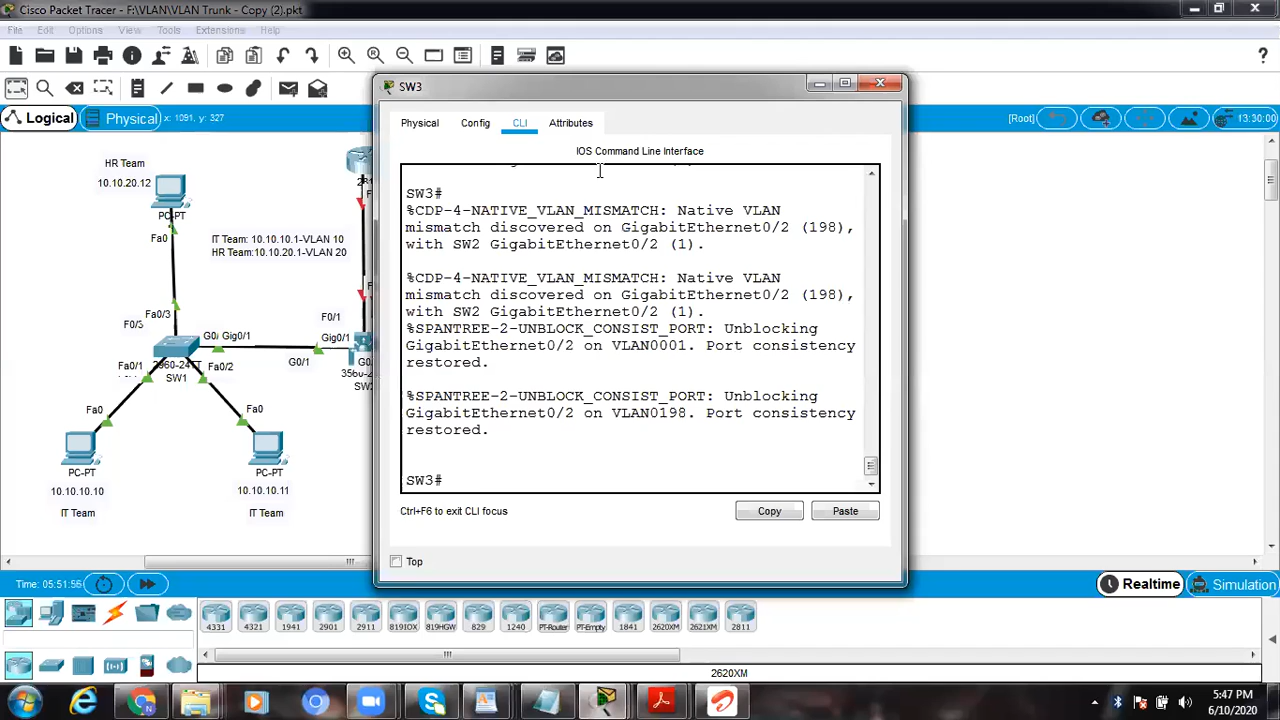 Cisco Packet Tracer - F:\VLAN\VLAN Trunk - Copy (2).pkt
File Edit Options View Tools Extensions Help
Logical Physical x: 1091, y: 327 [Root] 13:30:00
HR Team
10.10.20.12
PC-PT
Fa0
IT Team: 10.10.10.1-VLAN 10
HR Team:10.10.20.1-VLAN 20
Fa0/3
F0/3
G0/ Gig0/1
F0/1
Gig0/1
G0/1
Fa0/1
Fa0/2
2960-24TT
SW1
Fa0
Fa0
PC-PT
PC-PT
10.10.10.10
10.10.10.11
IT Team
IT Team
SW3
Physical Config CLI Attributes
IOS Command Line Interface
SW3#
%CDP-4-NATIVE_VLAN_MISMATCH: Native VLAN
mismatch discovered on GigabitEthernet0/2 (198),
with SW2 GigabitEthernet0/2 (1).
%CDP-4-NATIVE_VLAN_MISMATCH: Native VLAN
mismatch discovered on GigabitEthernet0/2 (198),
with SW2 GigabitEthernet0/2 (1).
%SPANTREE-2-UNBLOCK_CONSIST_PORT: Unblocking
GigabitEthernet0/2 on VLAN0001. Port consistency
restored.
%SPANTREE-2-UNBLOCK_CONSIST_PORT: Unblocking
GigabitEthernet0/2 on VLAN0198. Port consistency
restored.
SW3#
Ctrl+F6 to exit CLI focus
Copy Paste
Top
Time: 05:51:56
Realtime Simulation
4331 4321 1941 2901 2911 819IOX 819HGW 829 1240 PT-Router PT-Empty 1841 2620XM 2621XM 2811
2620XM
5:47 PM
6/10/2020